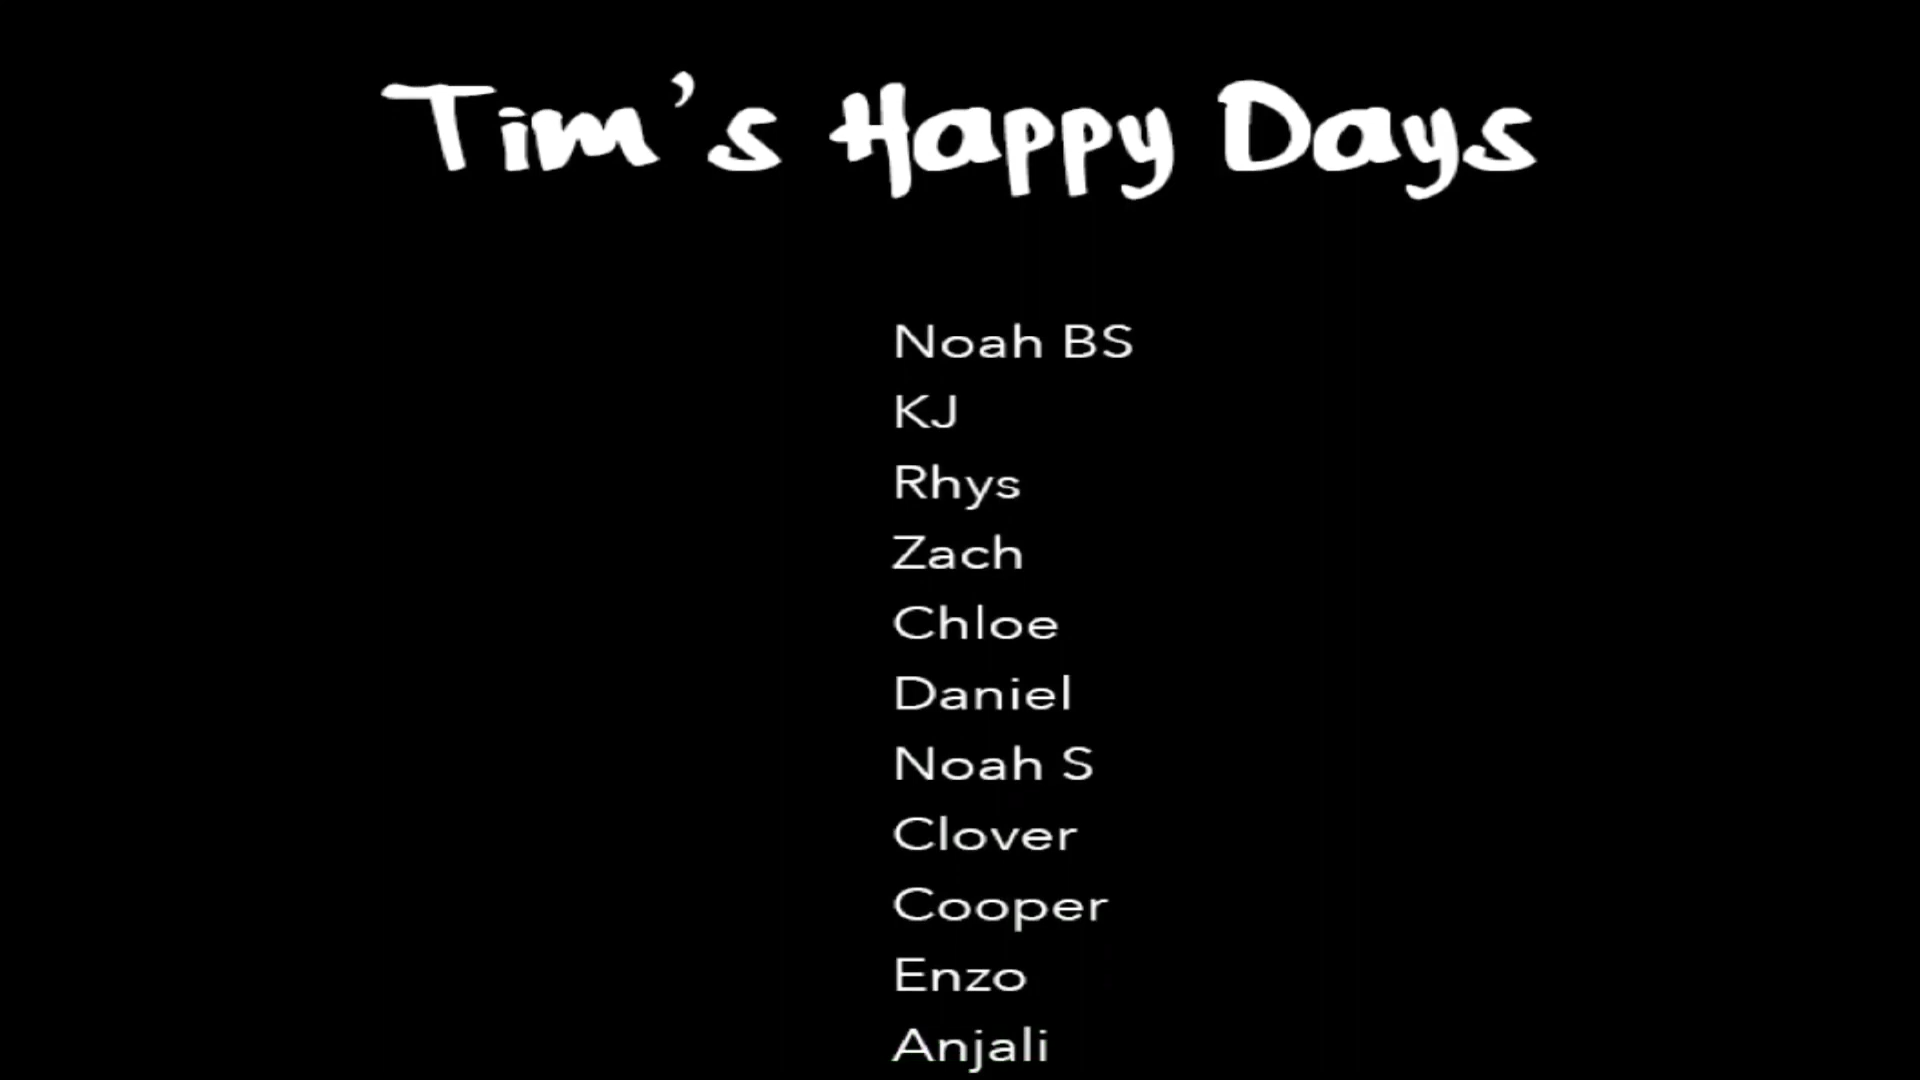 Tim's Happy Days
Noah BS
KJ
Rhys
Zach
Chloe
Daniel
Noah S
Clover
Cooper
Enzo
Anjali